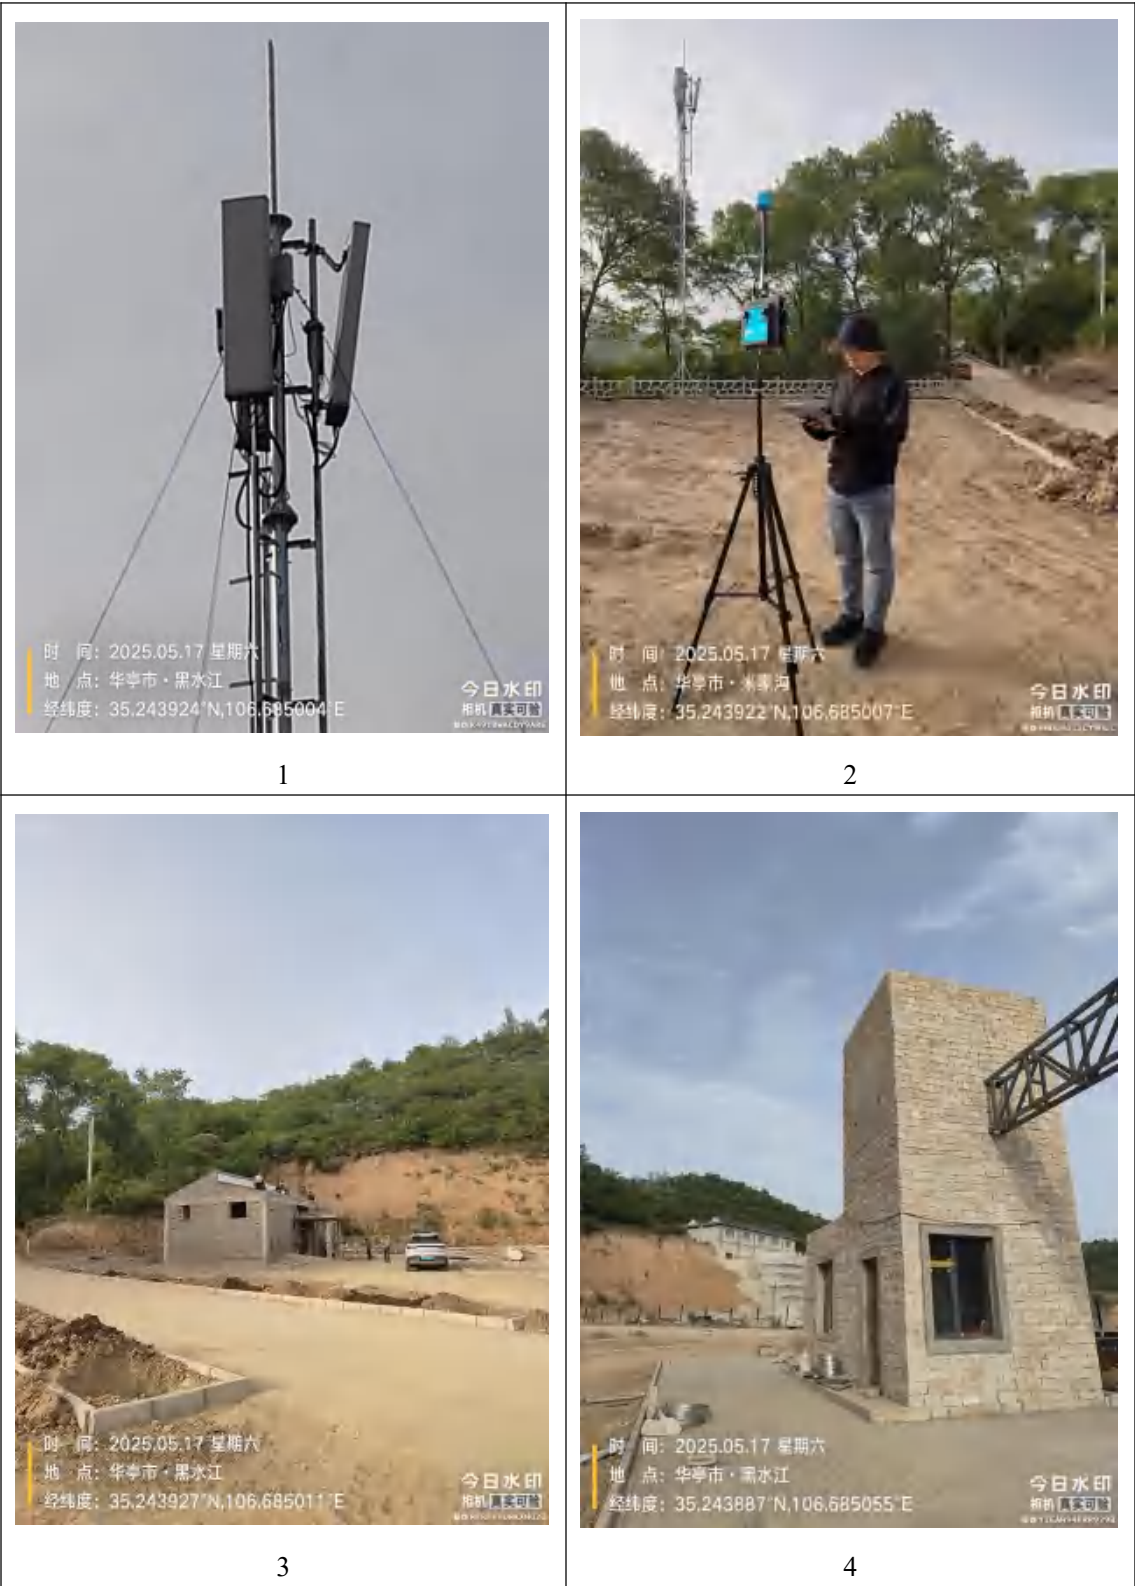 时 间：2025.05.17 星期六
地 点：华亭市·黑水江
经纬度：35.243924°N,106.685004°E
今日水印
相机 真实可验
1
时 间：2025.05.17 星期六
地 点：华亭市·米家沟
经纬度：35.243922°N,106.685007°E
今日水印
相机 真实可验
2
时 间：2025.05.17 星期六
地 点：华亭市·黑水江
经纬度：35.243927°N,106.685011°E
今日水印
相机 真实可验
3
时 间：2025.05.17 星期六
地 点：华亭市·黑水江
经纬度：35.243887°N,106.685055°E
今日水印
相机 真实可验
4